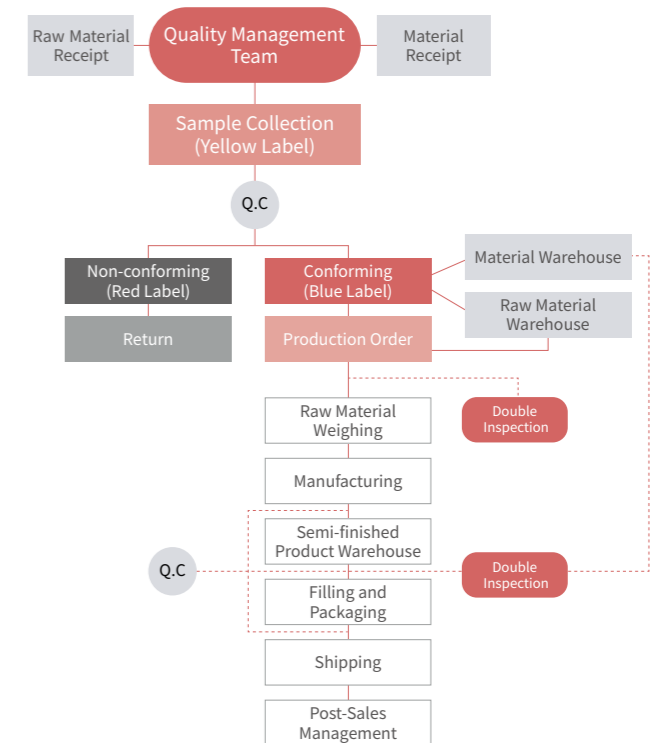 Raw Material
Receipt
Quality Management
Team
Material
Receipt
Sample Collection
(Yellow Label)
Q.C
Non-conforming
(Red Label)
Conforming
(Blue Label)
Material Warehouse
Return
Production Order
Raw Material
Warehouse
Raw Material
Weighing
Double
Inspection
Manufacturing
Semi-finished
Product Warehouse
Q.C
Double
Inspection
Filling and
Packaging
Shipping
Post-Sales
Management